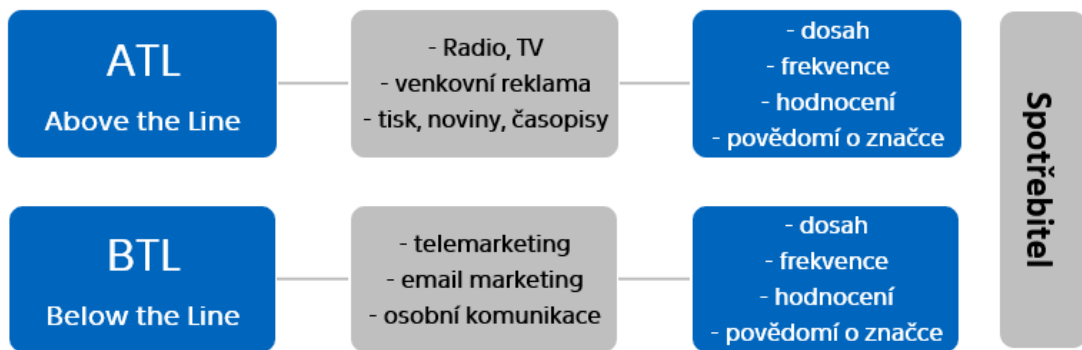 ATL
Above the Line
- Radio, TV
- venkovní reklama
- tisk, noviny, časopisy
- dosah
- frekvence
- hodnocení
- povědomí o značce
BTL
Below the Line
- telemarketing
- email marketing
- osobní komunikace
- dosah
- frekvence
- hodnocení
- povědomí o značce
Spotřebitel